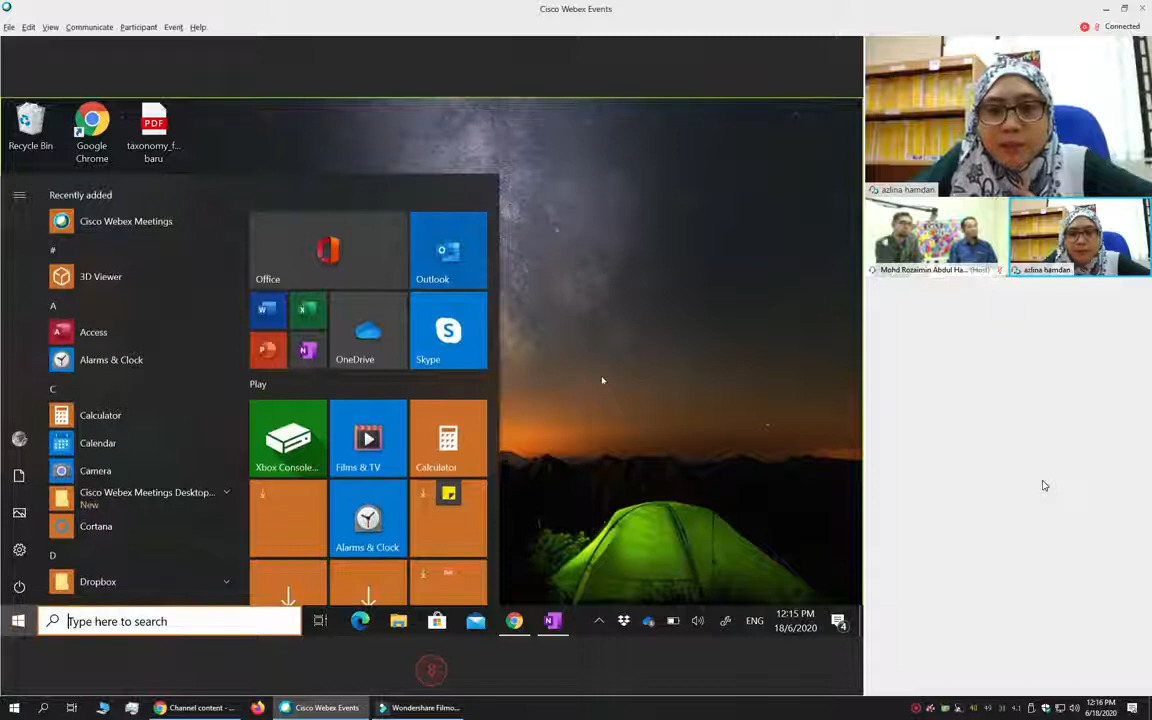 Cisco Webex Events
File Edit View Communicate Participant Event Help
Connected
Recycle Bin
Google Chrome
PDF
taxonomy_f... baru
Recently added
Cisco Webex Meetings
#
3D Viewer
A
Access
Alarms & Clock
C
Calculator
Calendar
Camera
Cisco Webex Meetings Desktop...
New
Cortana
D
Dropbox
Office
Outlook
OneDrive
Skype
Play
Xbox Console...
Films & TV
Calculator
Alarms & Clock
Type here to search
ENG
12:15 PM
18/6/2020
4
azlina hamdan
Mohd Rozaimin Abdul Ha... (Host)
azlina hamdan
Channel content - ...
Cisco Webex Events
Wondershare Filmo...
12:16 PM
6/18/2020